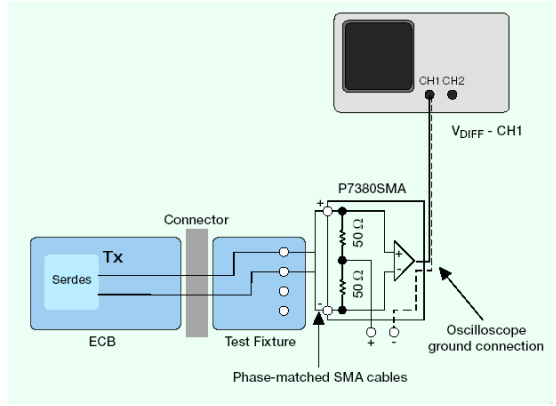 CH1 CH2
V_DIFF - CH1
P7380SMA
Connector
+
50 Ω
+
-
50 Ω
-
+ -
Tx
Serdes
ECB
Test Fixture
Oscilloscope
ground connection
Phase-matched SMA cables